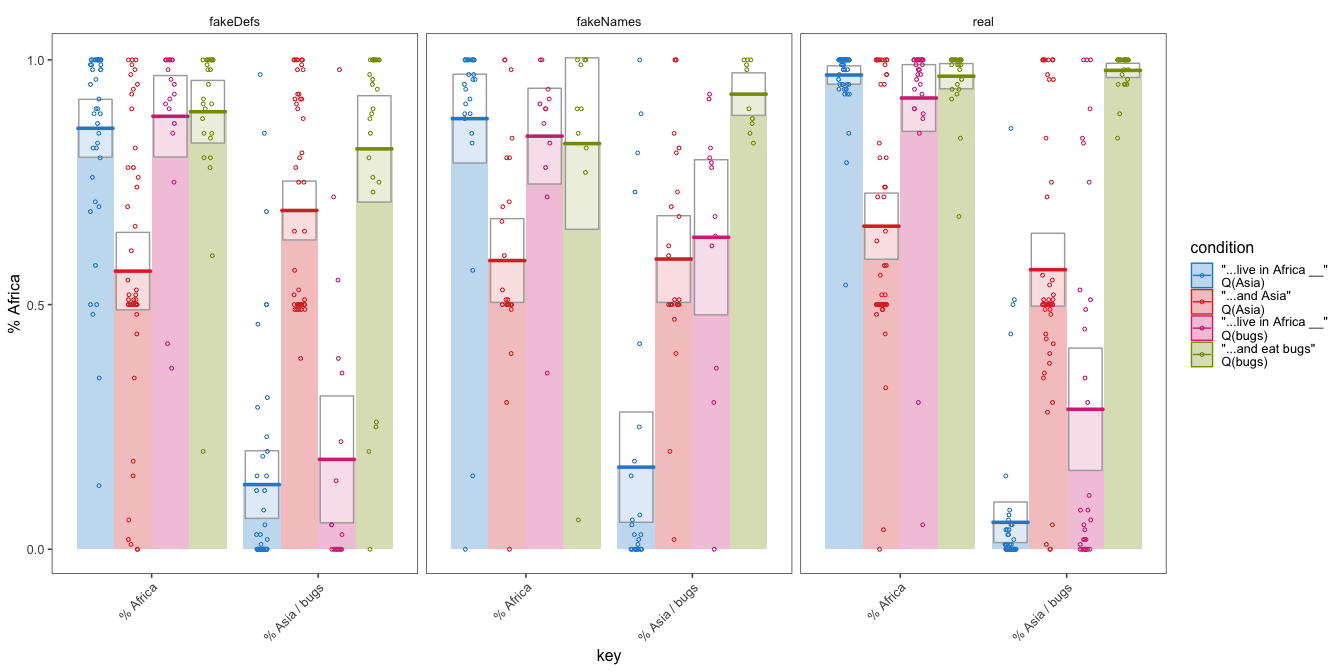 fakeDefs
fakeNames
real
% Africa
1.0
0.5
0.0
% Africa
% Asia / bugs
% Africa
% Asia / bugs
% Africa
% Asia / bugs
key
condition
"...live in Africa __"
Q(Asia)
"...and Asia"
Q(Asia)
"...live in Africa __"
Q(bugs)
"...and eat bugs"
Q(bugs)